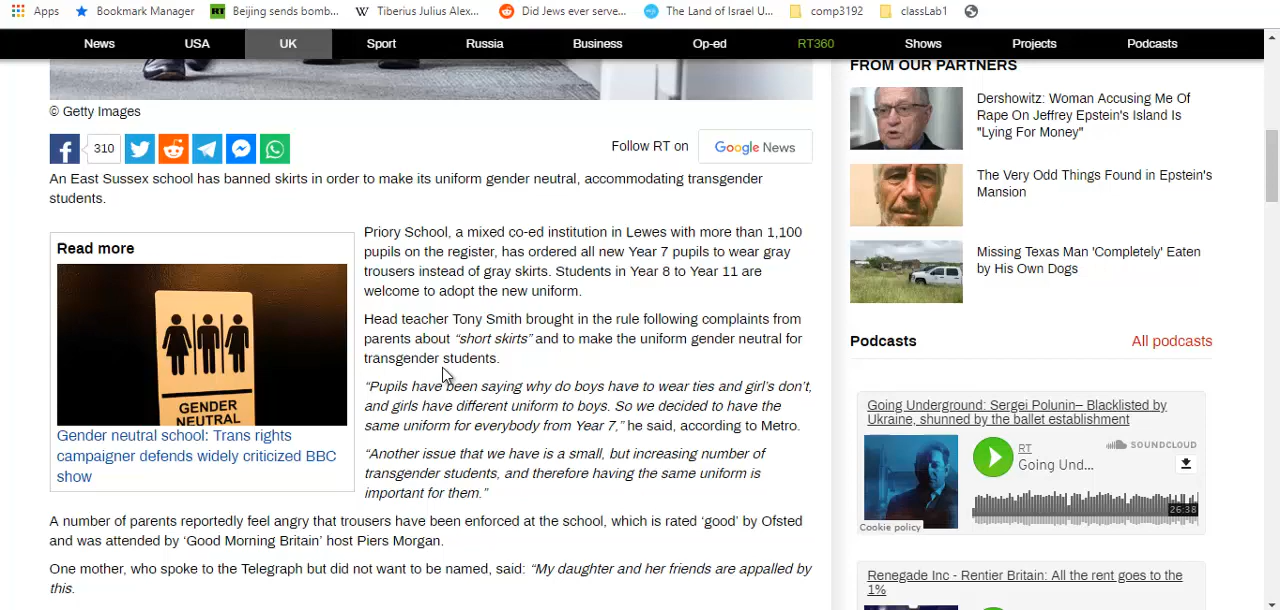 Apps
Bookmark Manager
Beijing sends bomb...
Tiberius Julius Alex...
Did Jews ever serve...
The Land of Israel U...
comp3192
classLab1
News
USA
UK
Sport
Russia
Business
Op-ed
RT360
Shows
Projects
Podcasts
© Getty Images
310
Follow RT on
Google News
An East Sussex school has banned skirts in order to make its uniform gender neutral, accommodating transgender
students.
Read more
GENDER
NEUTRAL
Gender neutral school: Trans rights
campaigner defends widely criticized BBC
show
Priory School, a mixed co-ed institution in Lewes with more than 1,100
pupils on the register, has ordered all new Year 7 pupils to wear gray
trousers instead of gray skirts. Students in Year 8 to Year 11 are
welcome to adopt the new uniform.
Head teacher Tony Smith brought in the rule following complaints from
parents about “short skirts” and to make the uniform gender neutral for
transgender students.
“Pupils have been saying why do boys have to wear ties and girl's don't,
and girls have different uniform to boys. So we decided to have the
same uniform for everybody from Year 7,” he said, according to Metro.
“Another issue that we have is a small, but increasing number of
transgender students, and therefore having the same uniform is
important for them.”
A number of parents reportedly feel angry that trousers have been enforced at the school, which is rated ‘good’ by Ofsted
and was attended by ‘Good Morning Britain’ host Piers Morgan.
One mother, who spoke to the Telegraph but did not want to be named, said: “My daughter and her friends are appalled by
this.
FROM OUR PARTNERS
Dershowitz: Woman Accusing Me Of
Rape On Jeffrey Epstein's Island Is
"Lying For Money"
The Very Odd Things Found in Epstein's
Mansion
Missing Texas Man 'Completely' Eaten
by His Own Dogs
Podcasts
All podcasts
Going Underground: Sergei Polunin– Blacklisted by
Ukraine, shunned by the ballet establishment
SOUNDCLOUD
RT
Going Und...
26:38
Cookie policy
Renegade Inc - Rentier Britain: All the rent goes to the
1%